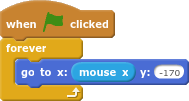 when clicked
forever
go to x: mouse x y: -170